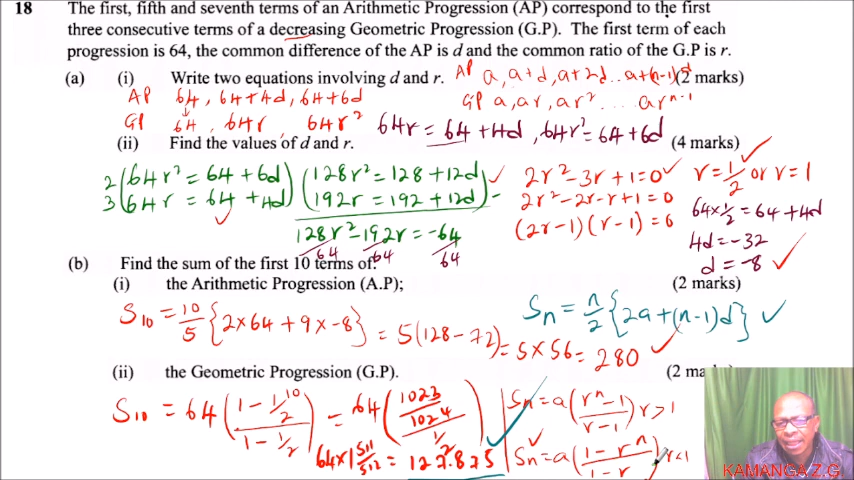 18 The first, fifth and seventh terms of an Arithmetic Progression (AP) correspond to the first
three consecutive terms of a decreasing Geometric Progression (G.P). The first term of each
progression is 64, the common difference of the AP is d and the common ratio of the G.P is r.
(a) (i) Write two equations involving d and r. AP a, a+d, a+2d ... a+(n-1)d (2 marks)
AP 64, 64+4d, 64+6d GP a, ar, ar² .... ar^n-1
GP 64, 64r, 64r² 64r = 64+4d, 64r² = 64+6d
(ii) Find the values of d and r. (4 marks)
2(64r² = 64+6d) (128r² = 128+12d) ✓ 2r²-3r+1=0 ✓ r=1/2 or r=1
3(64r = 64+4d) (192r = 192+12d) - 2r²-2r-r+1=0 64×1/2=64+4d
128r²-192r = -64 (2r-1)(r-1)=0 4d=-32
64 64 64 d=-8 ✓
(b) Find the sum of the first 10 terms of:
(i) the Arithmetic Progression (A.P); (2 marks)
S10 = 10/5 {2×64+9×-8} = 5(128-72) Sn = n/2 {2a+(n-1)d} ✓
= 5×56 = 280 ✓
(ii) the Geometric Progression (G.P). (2 ma
S10 = 64 (1-1/2^10 / 1-1/2) = 64 (1023/1024 / 1/2) Sn = a (r^n-1 / r-1) r>1
64×1 511/512 = 127.875 Sn = a (1-r^n / 1-r) r<1
KAMANGA Z.G